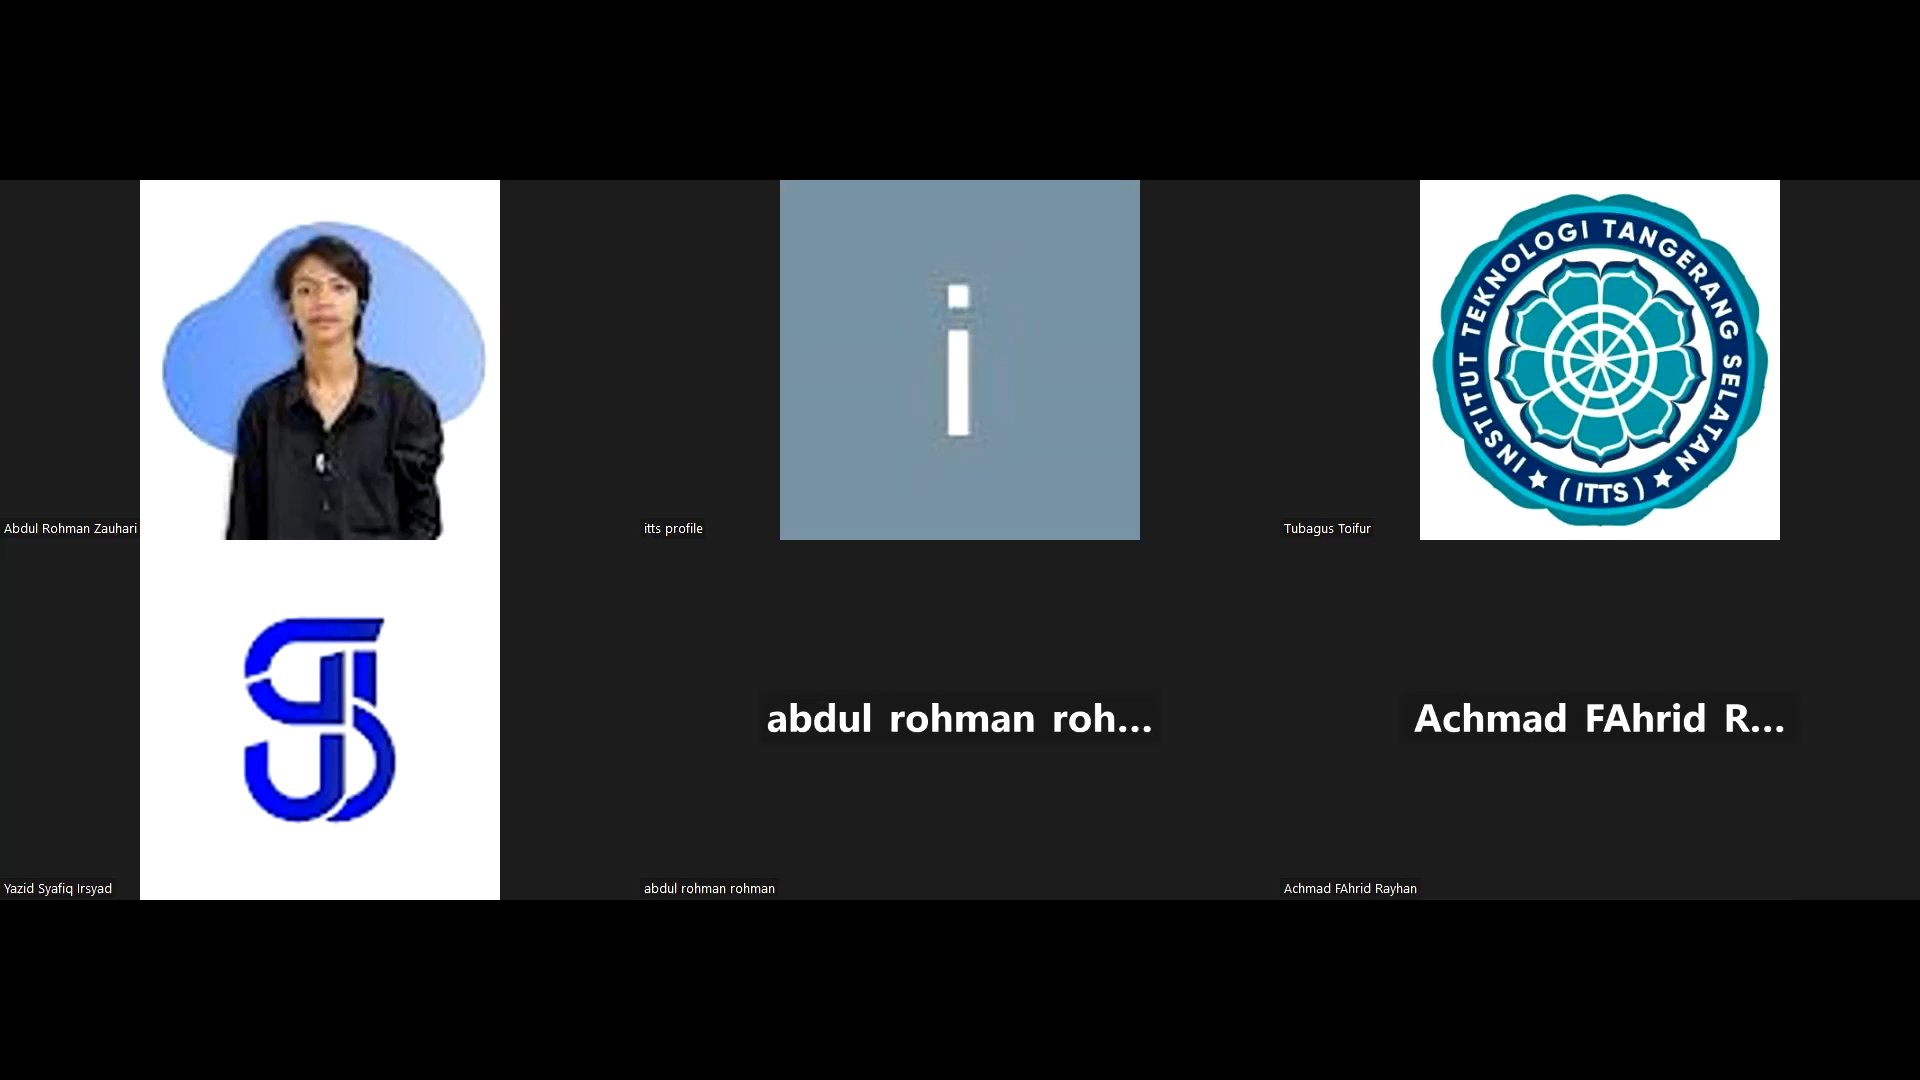 i
INSTITUT TEKNOLOGI TANGERANG SELATAN
( ITTS )
Abdul Rohman Zauhari
itts profile
Tubagus Toifur
abdul rohman roh...
Achmad FAhrid R...
Yazid Syafiq Irsyad
abdul rohman rohman
Achmad FAhrid Rayhan